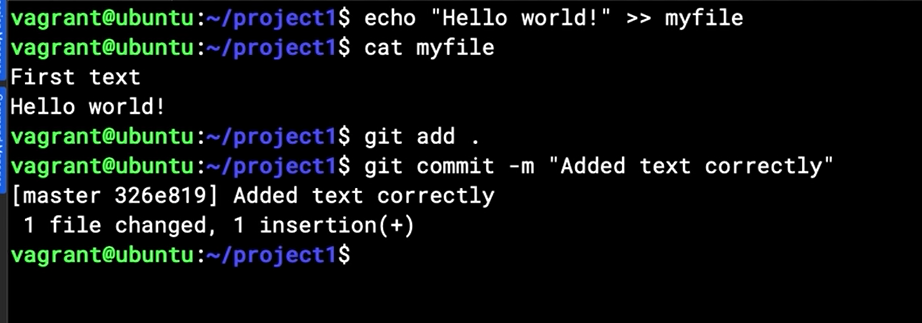 vagrant@ubuntu:~/project1$ echo "Hello world!" >> myfile
vagrant@ubuntu:~/project1$ cat myfile
First text
Hello world!
vagrant@ubuntu:~/project1$ git add .
vagrant@ubuntu:~/project1$ git commit -m "Added text correctly"
[master 326e819] Added text correctly
 1 file changed, 1 insertion(+)
vagrant@ubuntu:~/project1$